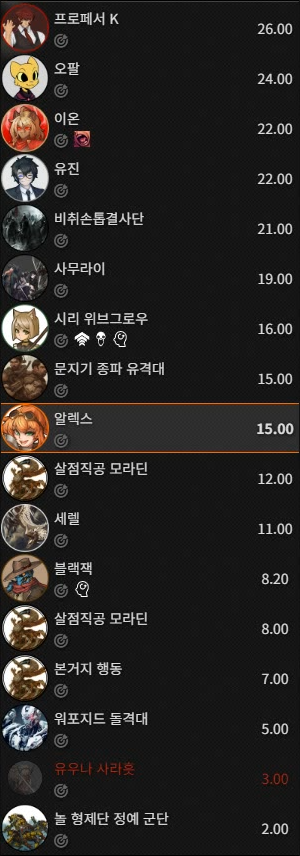 프로페서 K
26.00
오팔
24.00
이온
22.00
유진
22.00
비취손톱결사단
21.00
사무라이
19.00
시리 위브그로우
16.00
문지기 종파 유격대
15.00
알렉스
15.00
살점직공 모라딘
12.00
세렐
11.00
블랙잭
8.20
살점직공 모라딘
8.00
본거지 행동
7.00
워포지드 돌격대
5.00
유우나 사라흣
3.00
놀 형제단 정예 군단
2.00